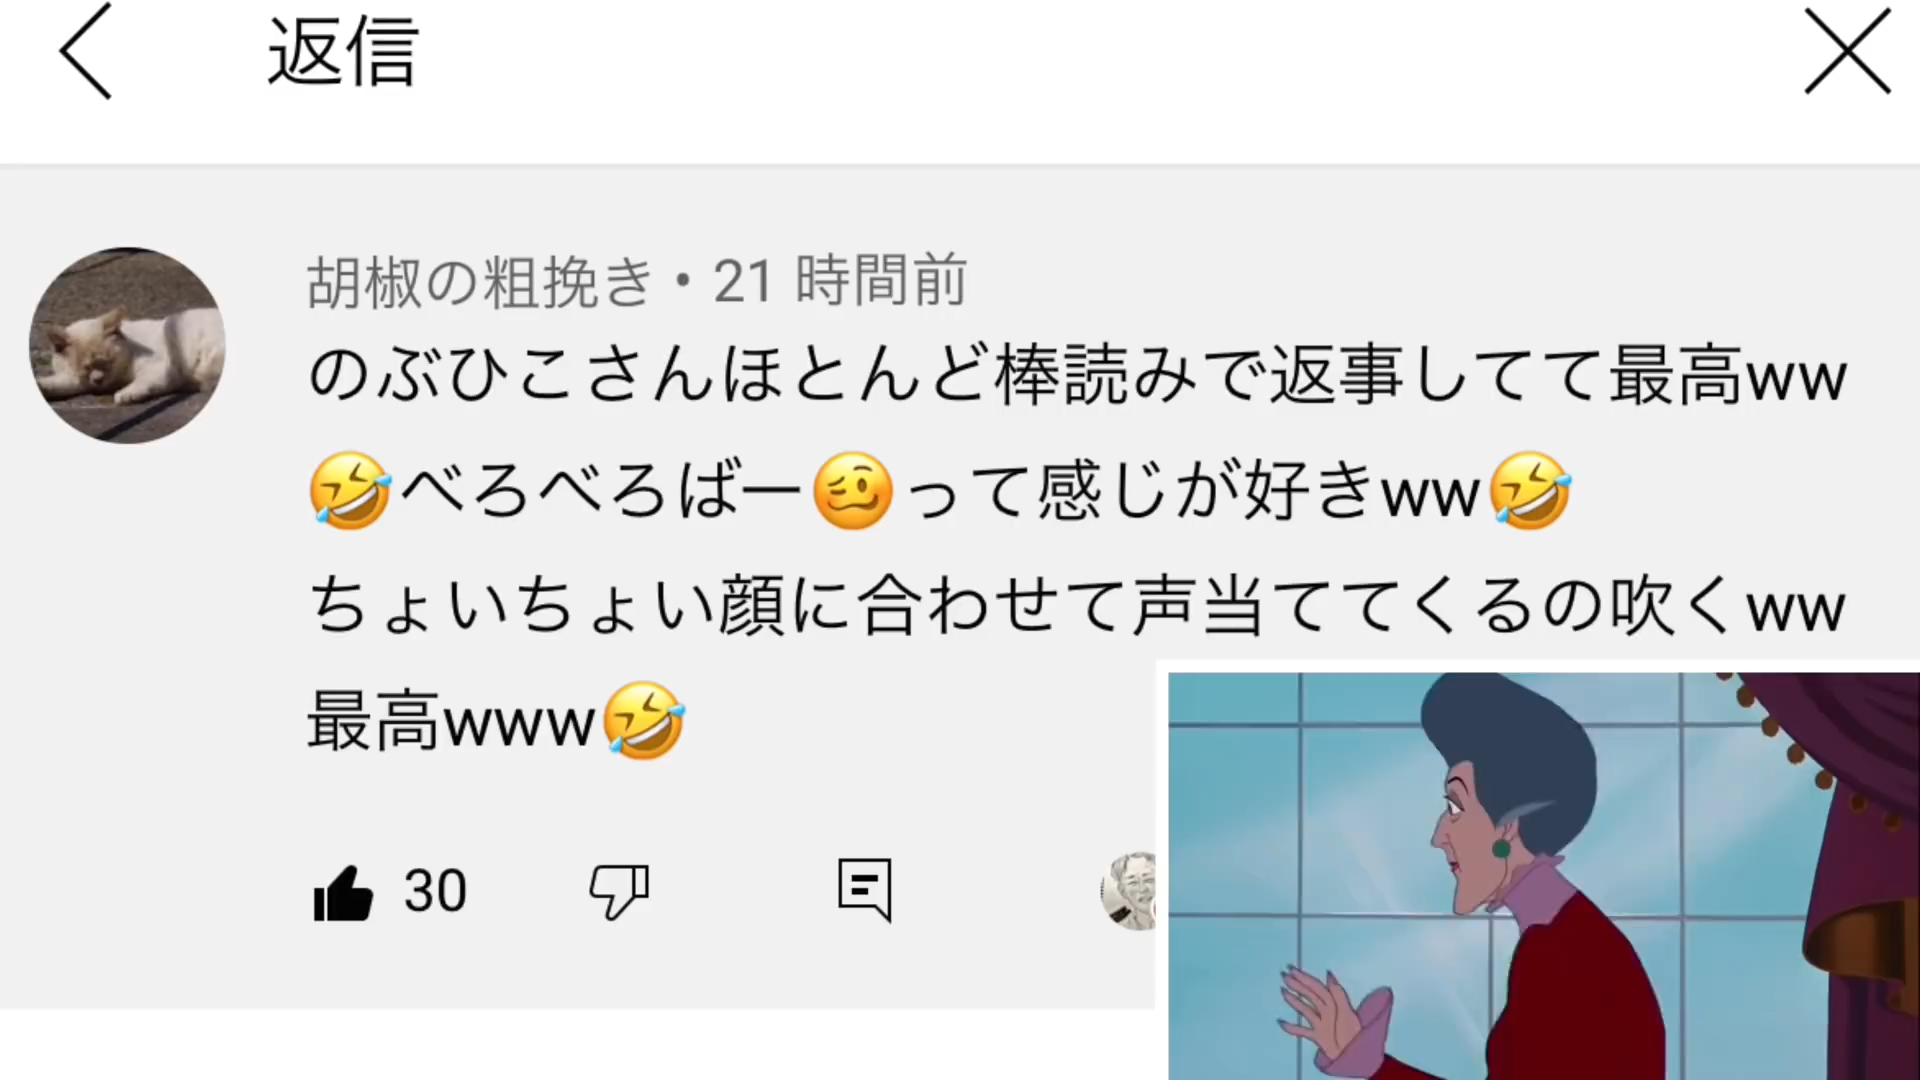 返信
胡椒の粗挽き・21 時間前
のぶひこさんほとんど棒読みで返事してて最高ww
🤣べろべろばー🥴って感じが好きww🤣
ちょいちょい顔に合わせて声当ててくるの吹くww
最高www🤣
30